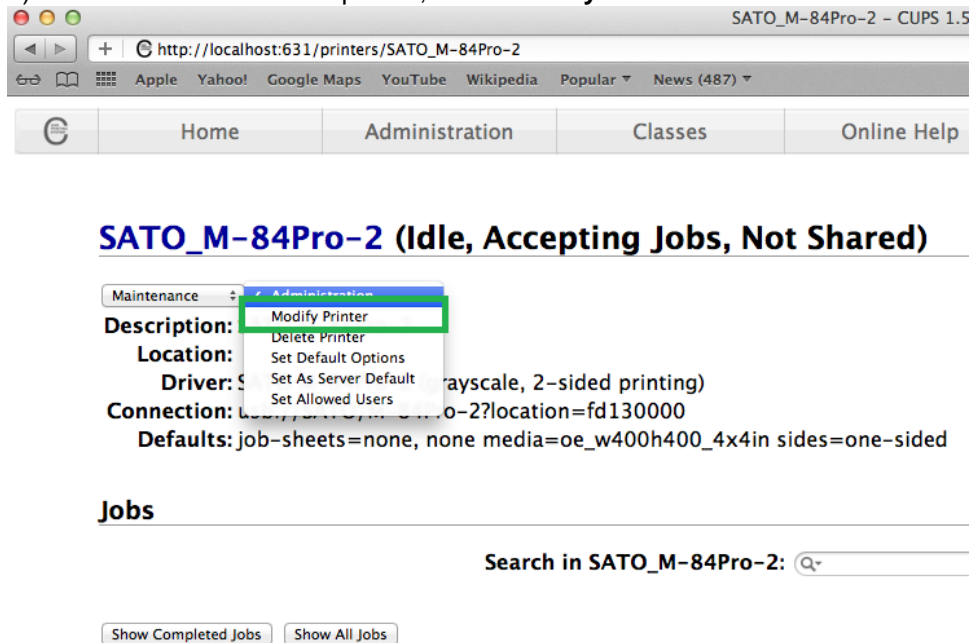 SATO_M-84Pro-2 - CUPS 1.5
http://localhost:631/printers/SATO_M-84Pro-2
Apple Yahoo! Google Maps YouTube Wikipedia Popular ▾ News (487) ▾
Home Administration Classes Online Help
SATO_M-84Pro-2 (Idle, Accepting Jobs, Not Shared)
Maintenance ✓ Administration
Modify Printer
Delete Printer
Set Default Options
Set As Server Default
Set Allowed Users
Description:
Location:
Driver: S (grayscale, 2-sided printing)
Connection: usb://SATO/M-84Pro-2?location=fd130000
Defaults: job-sheets=none, none media=oe_w400h400_4x4in sides=one-sided
Jobs
Search in SATO_M-84Pro-2:
Show Completed Jobs Show All Jobs